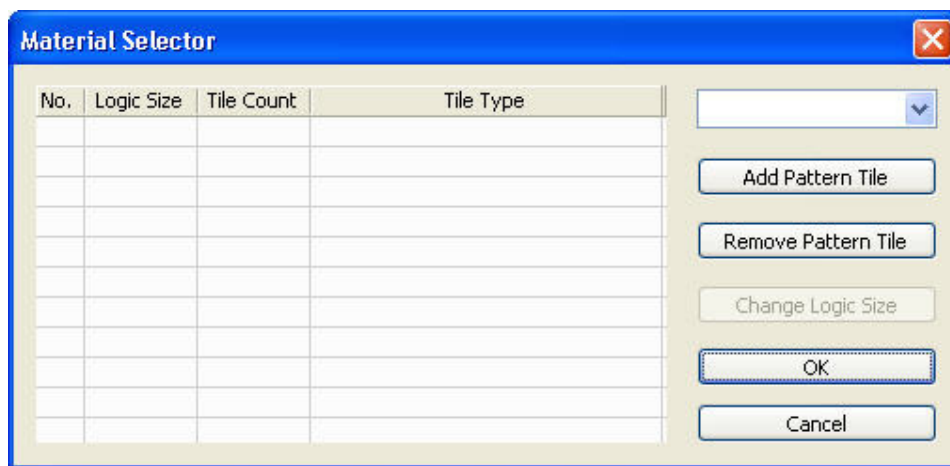 Material Selector
No. Logic Size Tile Count Tile Type
Add Pattern Tile
Remove Pattern Tile
Change Logic Size
OK
Cancel